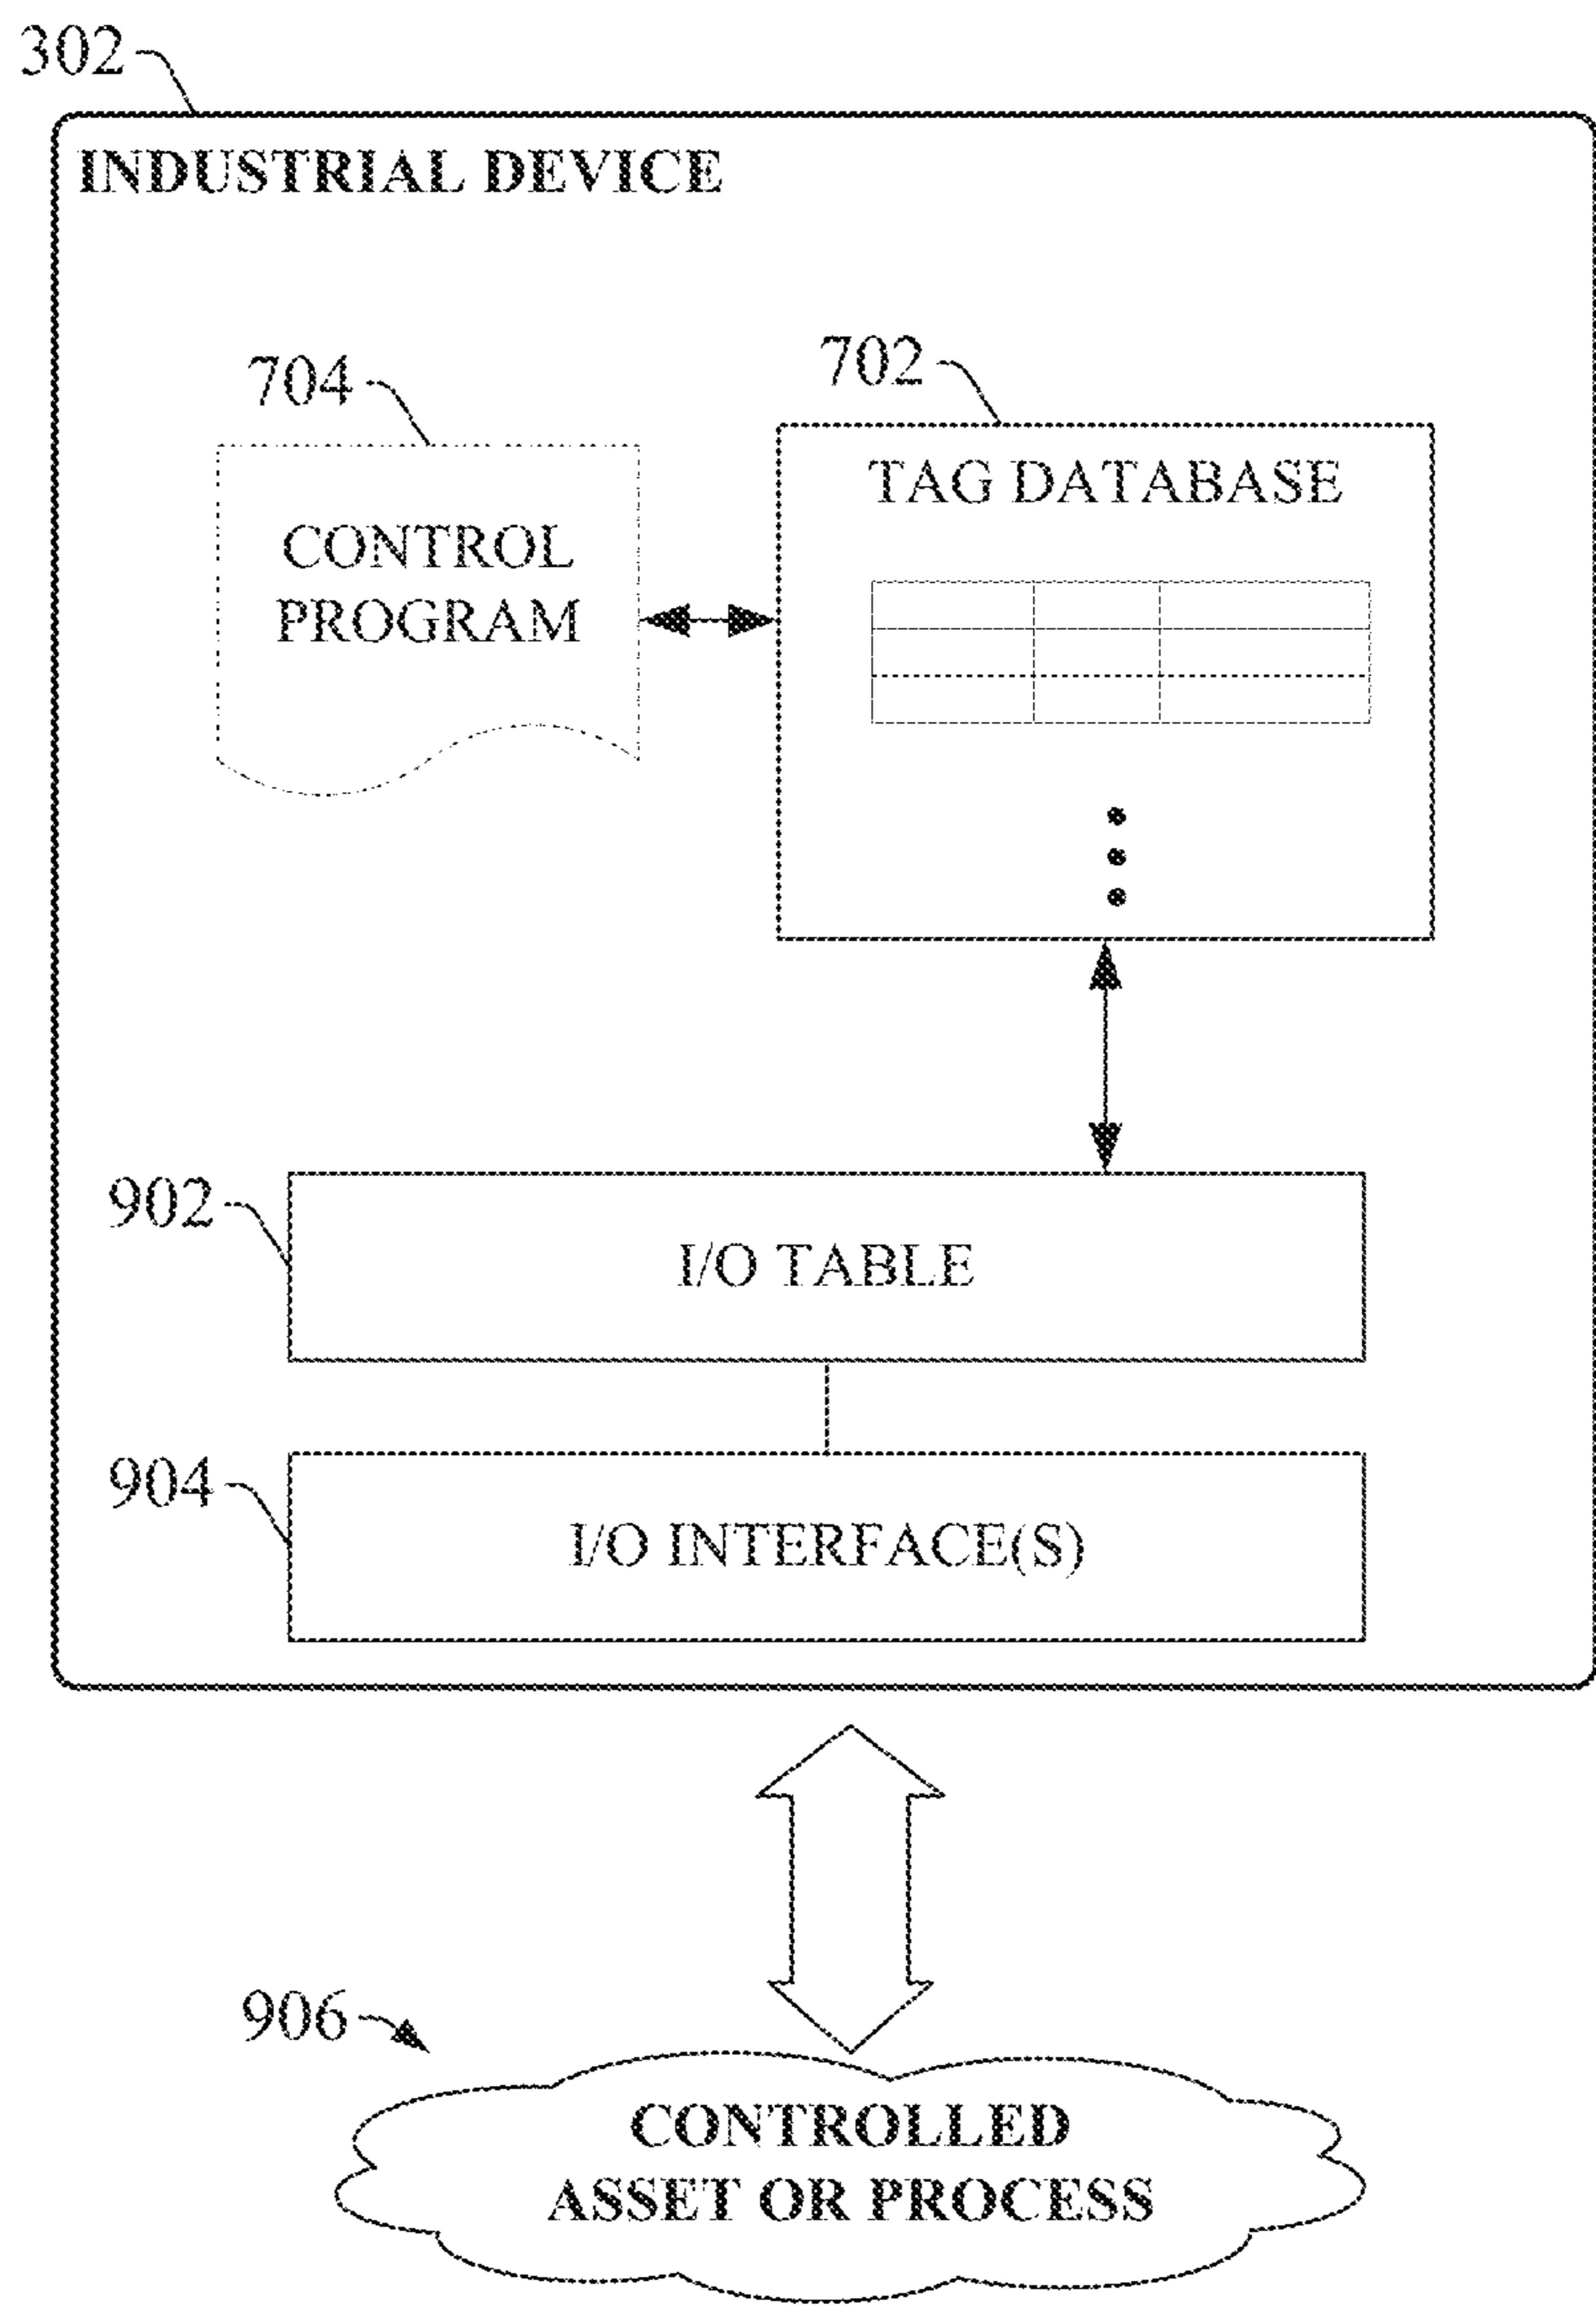 302
INDUSTRIAL DEVICE
704
702
CONTROL
PROGRAM
TAG DATABASE
902
I/O TABLE
904
I/O INTERFACE(S)
906
CONTROLLED
ASSET OR PROCESS